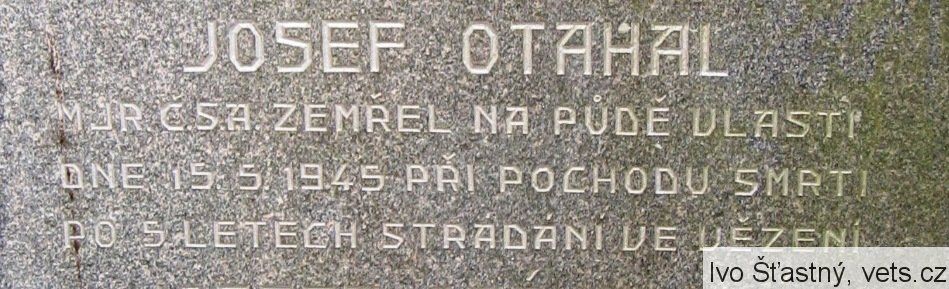 JOSEF OTAHAL
MJR. Č.S.A. ZEMŘEL NA PŮDĚ VLASTI
DNE 15. 5. 1945 PŘI POCHODU SMRTI
PO 5 LETECH STRADANI VE VĚZENÍ
Ivo Šťastný, vets.cz